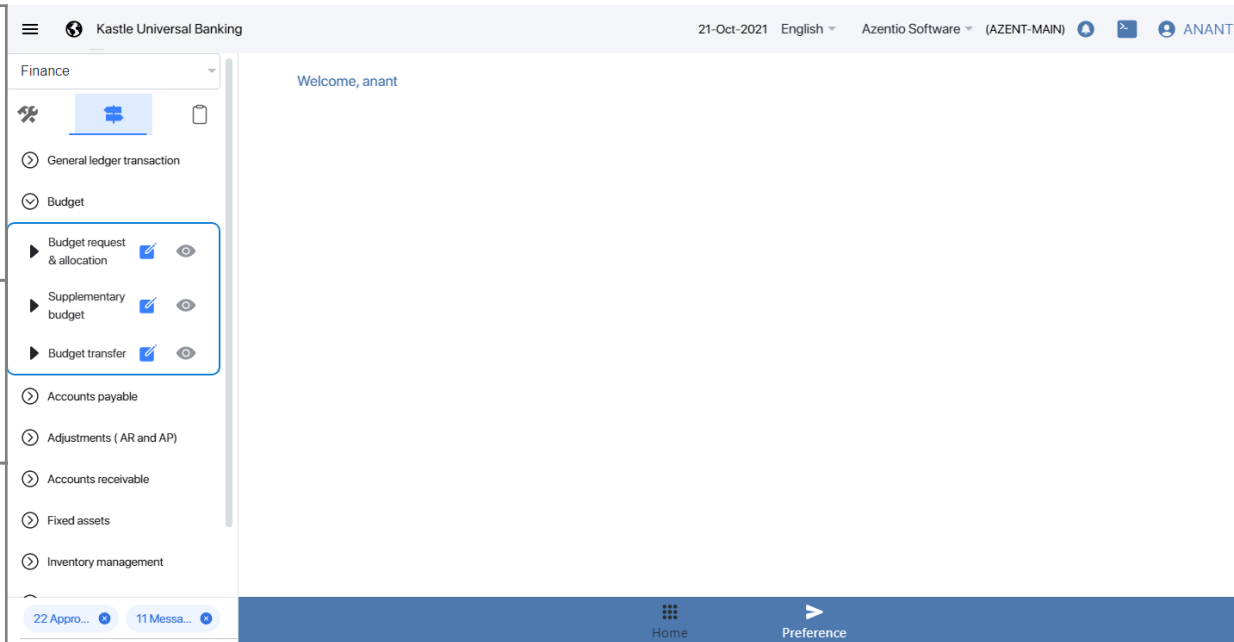 Kastle Universal Banking
21-Oct-2021 English Azentio Software (AZENT-MAIN) ANANT
Finance
Welcome, anant
General ledger transaction
Budget
Budget request
& allocation
Supplementary
budget
Budget transfer
Accounts payable
Adjustments ( AR and AP)
Accounts receivable
Fixed assets
Inventory management
22 Appro... 11 Messa...
Home
Preference